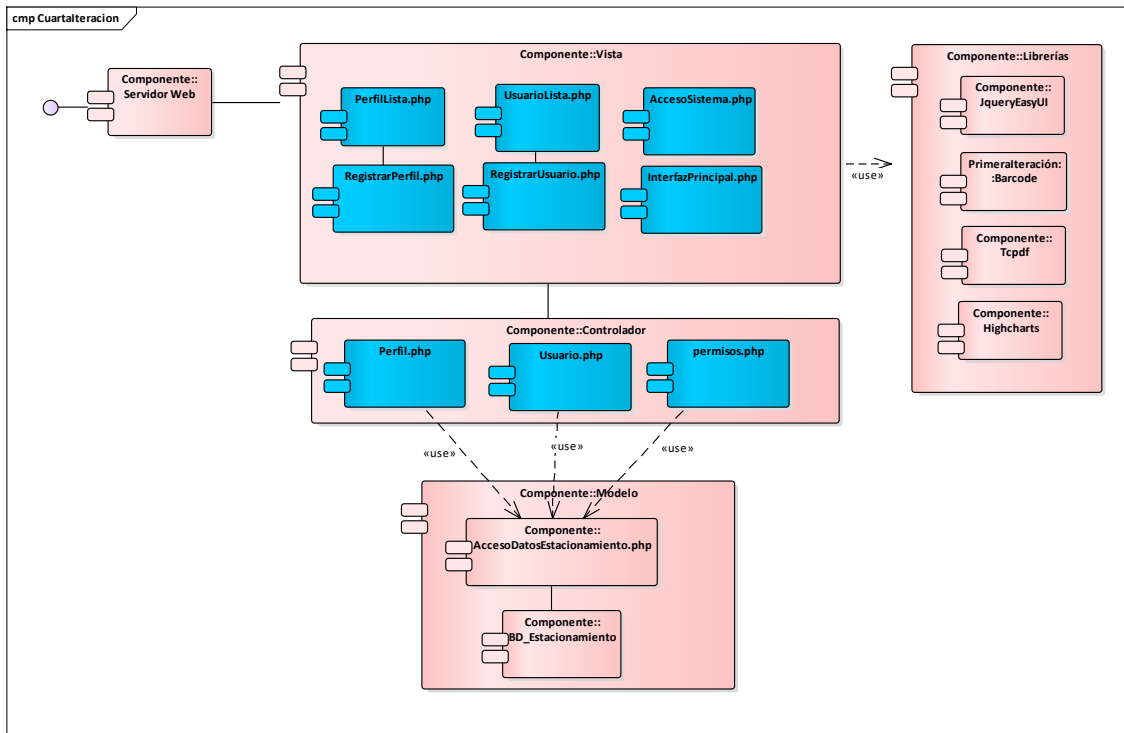 cmp CuartaIteracion
Componente::
Servidor Web
Componente::Vista
PerfilLista.php
UsuarioLista.php
AccesoSistema.php
RegistrarPerfil.php
RegistrarUsuario.php
InterfazPrincipal.php
«use»
Componente::Librerías
Componente::
JqueryEasyUI
PrimeraIteración:
:Barcode
Componente::
Tcpdf
Componente::
Highcharts
Componente::Controlador
Perfil.php
Usuario.php
permisos.php
«use»
«use»
«use»
Componente::Modelo
Componente::
AccesoDatosEstacionamiento.php
Componente::
BD_Estacionamiento